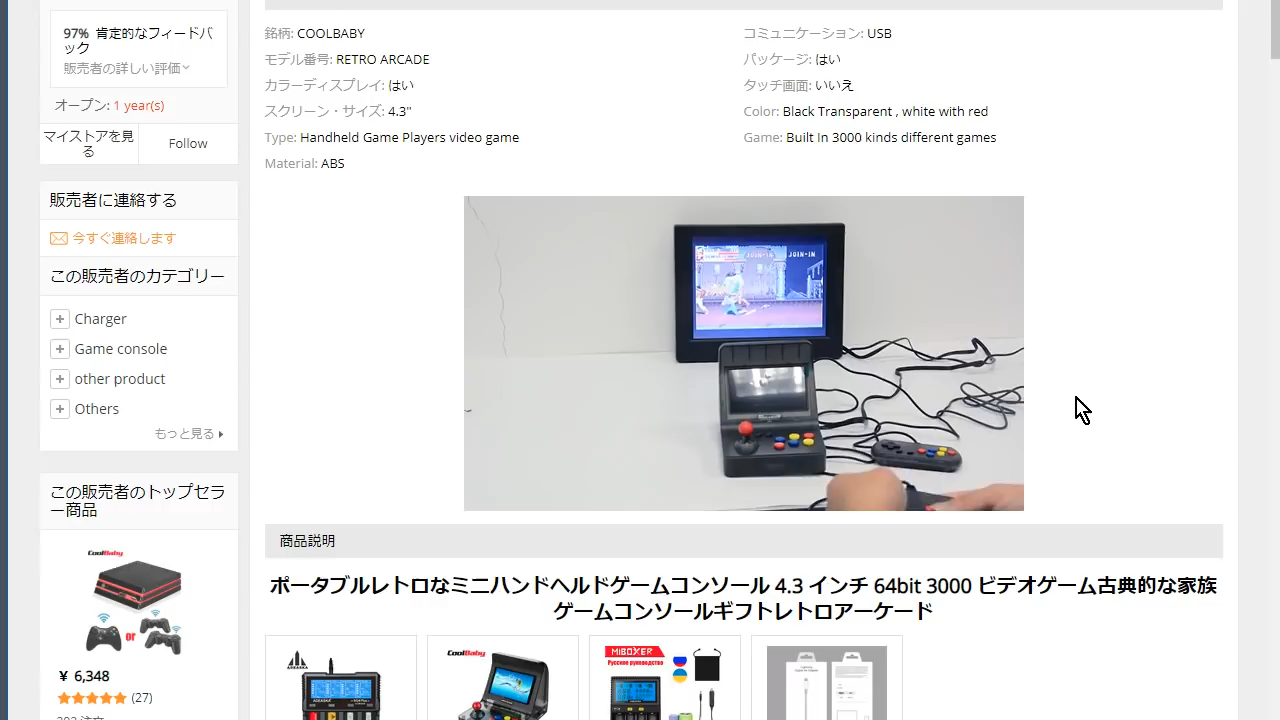 97% 肯定的なフィードバ
ック
販売者の詳しい評価
オープン: 1 year(s)
マイストアを見
る
Follow
販売者に連絡する
今すぐ連絡します
この販売者のカテゴリー
Charger
Game console
other product
Others
もっと見る
この販売者のトップセラ
ー商品
CoolBaby
or
¥ 6,348
(27)
銘柄: COOLBABY
モデル番号: RETRO ARCADE
カラーディスプレイ: はい
スクリーン・サイズ: 4.3"
Type: Handheld Game Players video game
Material: ABS
コミュニケーション: USB
パッケージ: はい
タッチ画面: いいえ
Color: Black Transparent , white with red
Game: Built In 3000 kinds different games
JOIN-IN JOIN-IN
商品説明
ポータブルレトロなミニハンドヘルドゲームコンソール 4.3 インチ 64bit 3000 ビデオゲーム古典的な家族
ゲームコンソールギフトレトロアーケード
CoolBaby
MIBOXER
Русское руководство